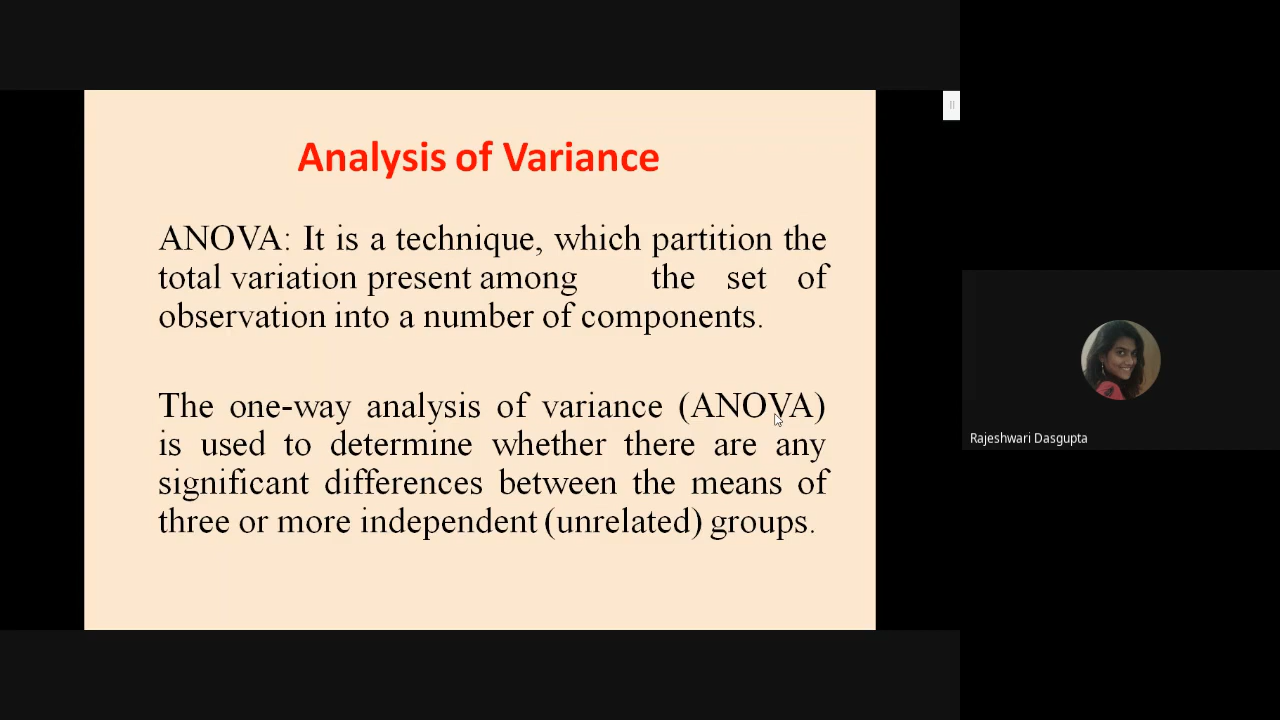 Analysis of Variance
ANOVA: It is a technique, which partition the
total variation present among the set of
observation into a number of components.
The one-way analysis of variance (ANOVA)
is used to determine whether there are any
significant differences between the means of
three or more independent (unrelated) groups.
Rajeshwari Dasgupta